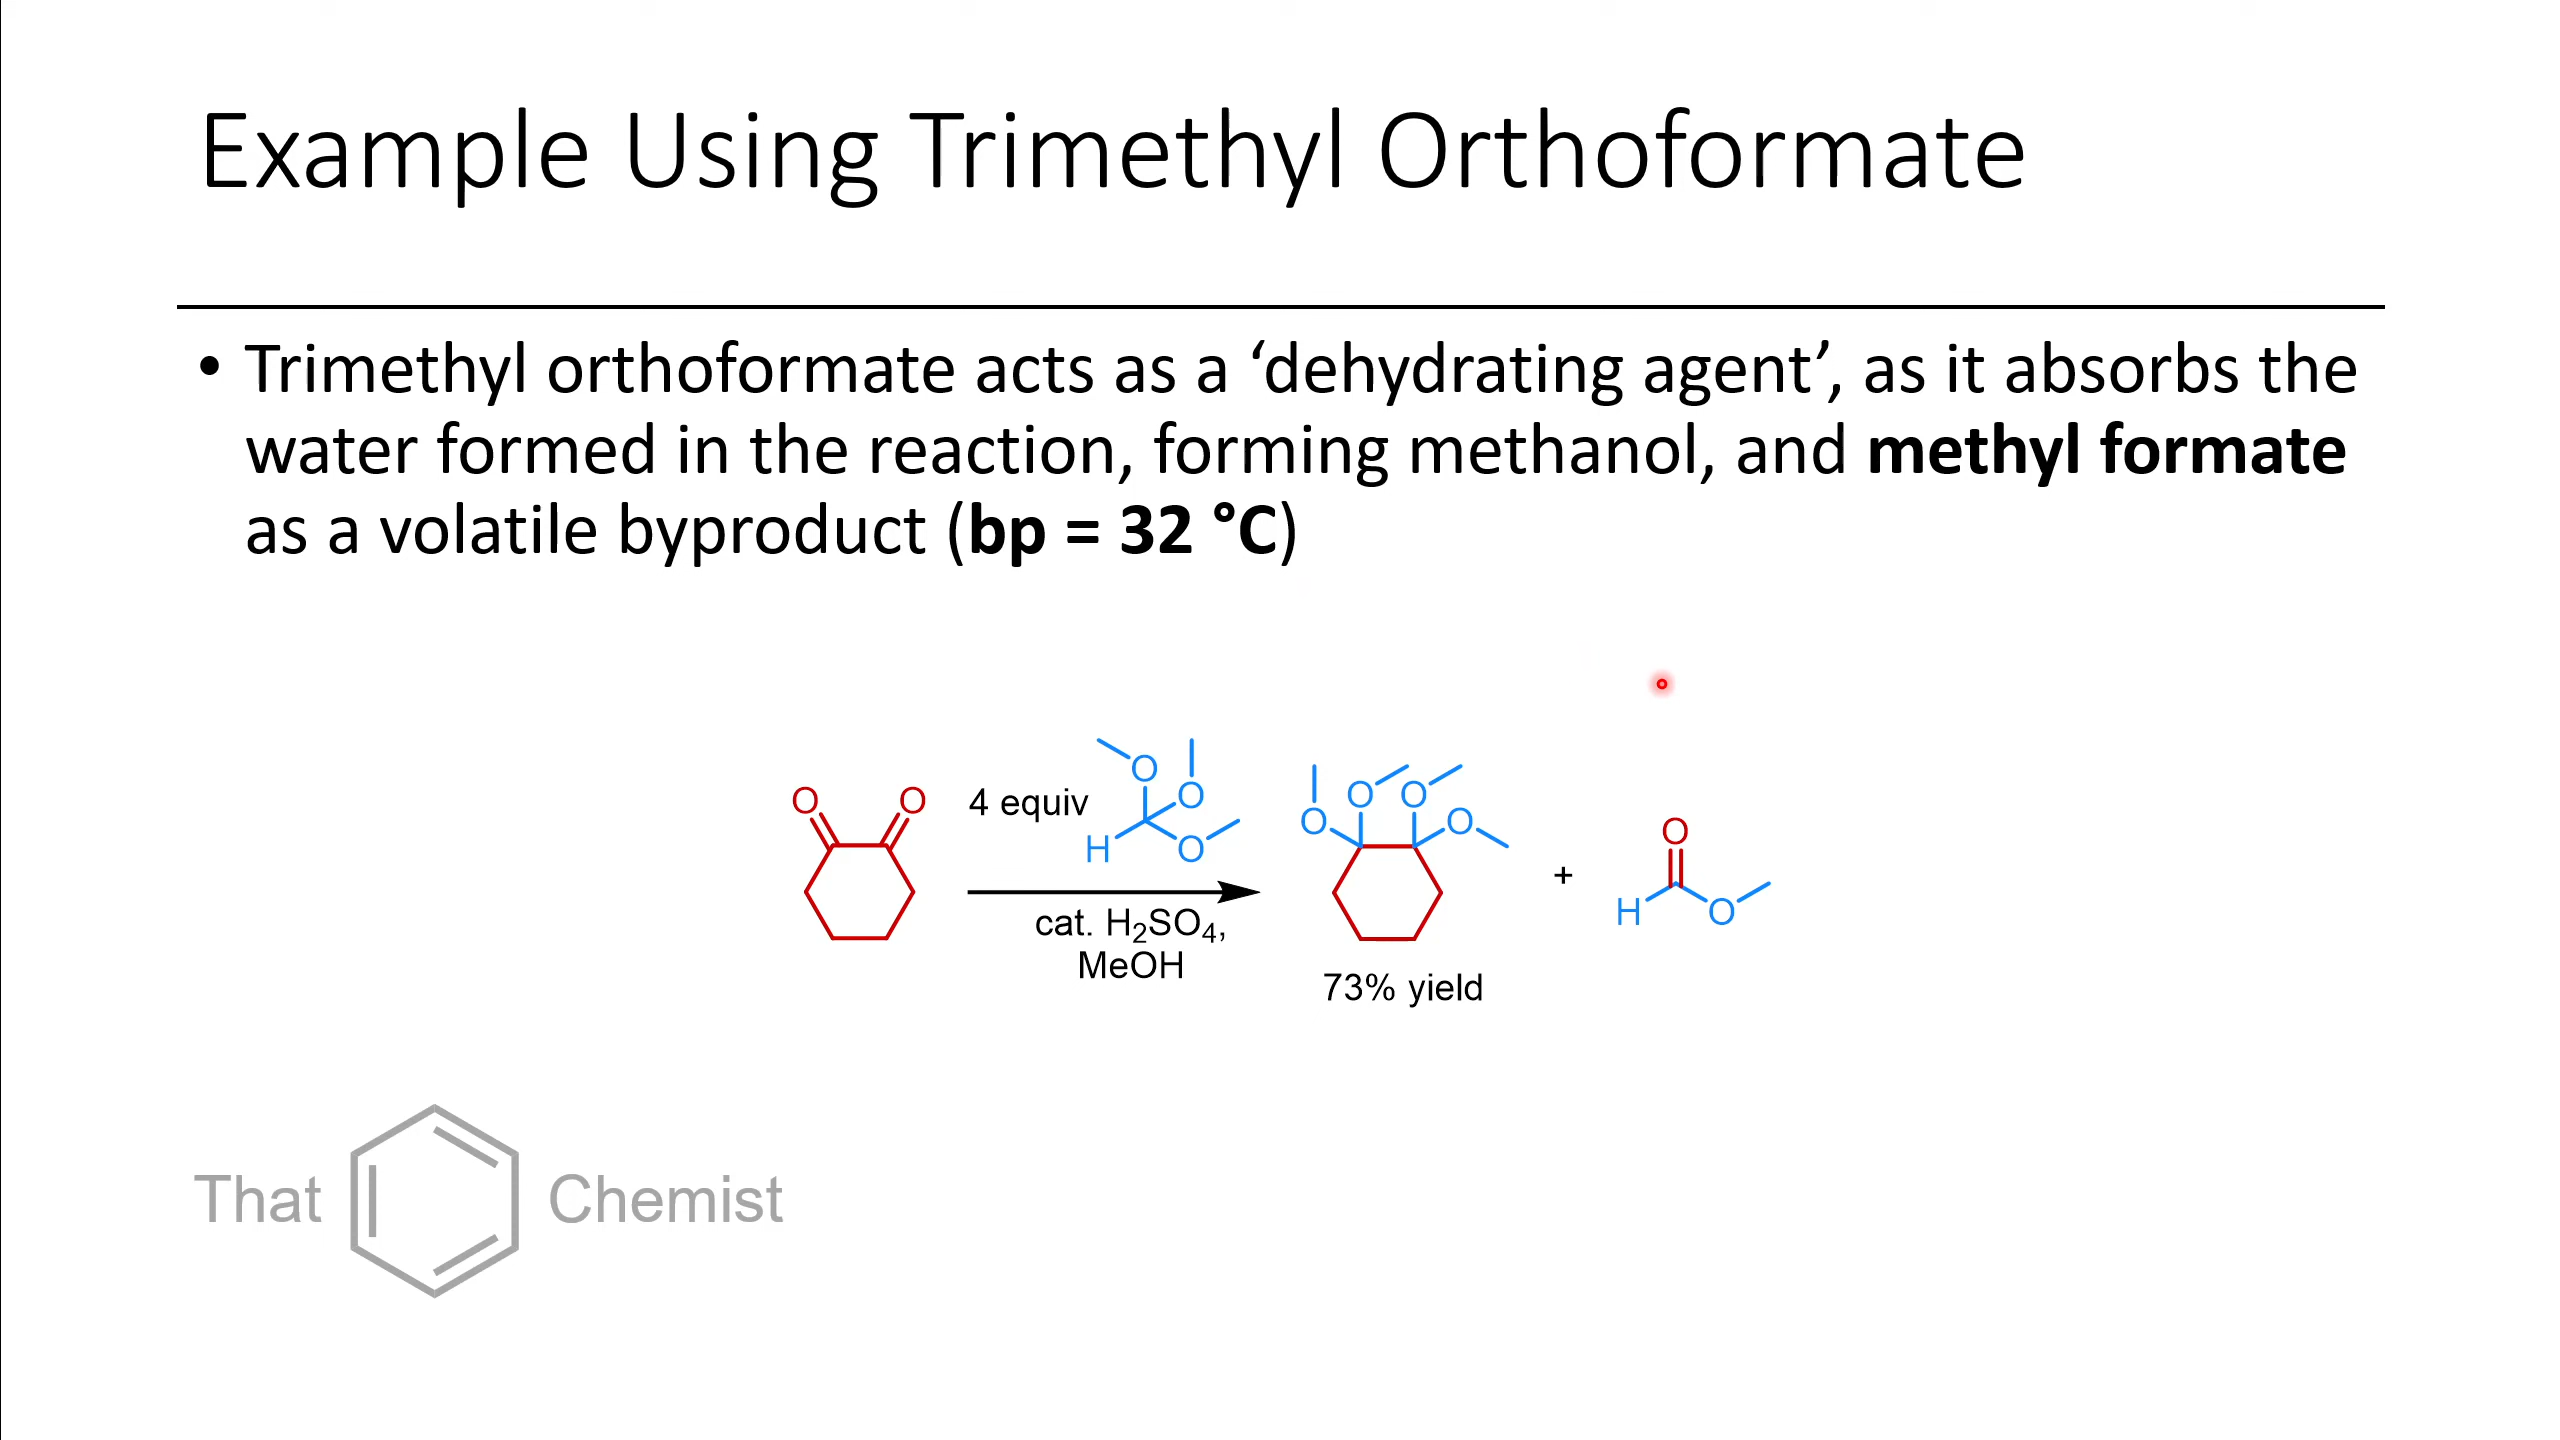 Example Using Trimethyl Orthoformate
• Trimethyl orthoformate acts as a ‘dehydrating agent’, as it absorbs the
water formed in the reaction, forming methanol, and methyl formate
as a volatile byproduct (bp = 32 °C)
O O
4 equiv
O O H O
cat. H₂SO₄,
MeOH
O O O O
73% yield
+
O
H O
That Chemist